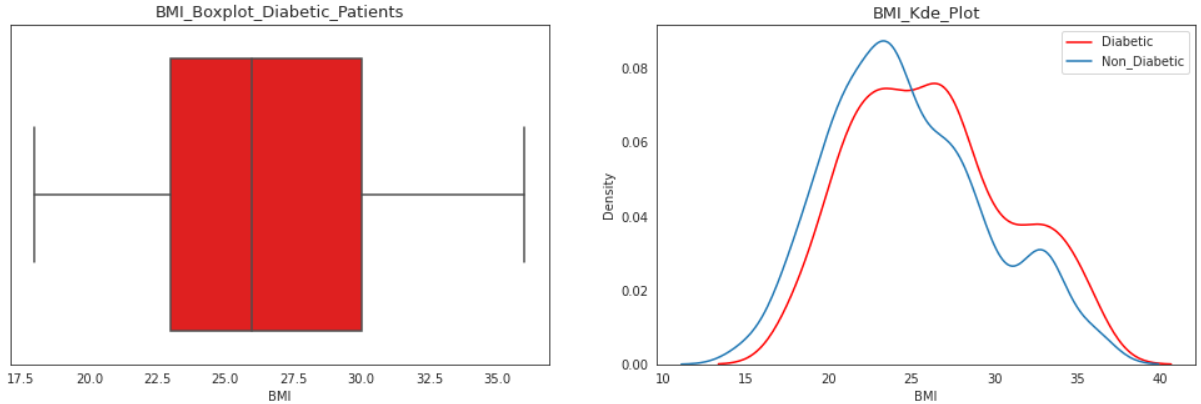 BMI_Boxplot_Diabetic_Patients
17.5 20.0 22.5 25.0 27.5 30.0 32.5 35.0
BMI
BMI_Kde_Plot
Diabetic
Non_Diabetic
0.08
0.06
0.04
0.02
0.00
Density
10 15 20 25 30 35 40
BMI